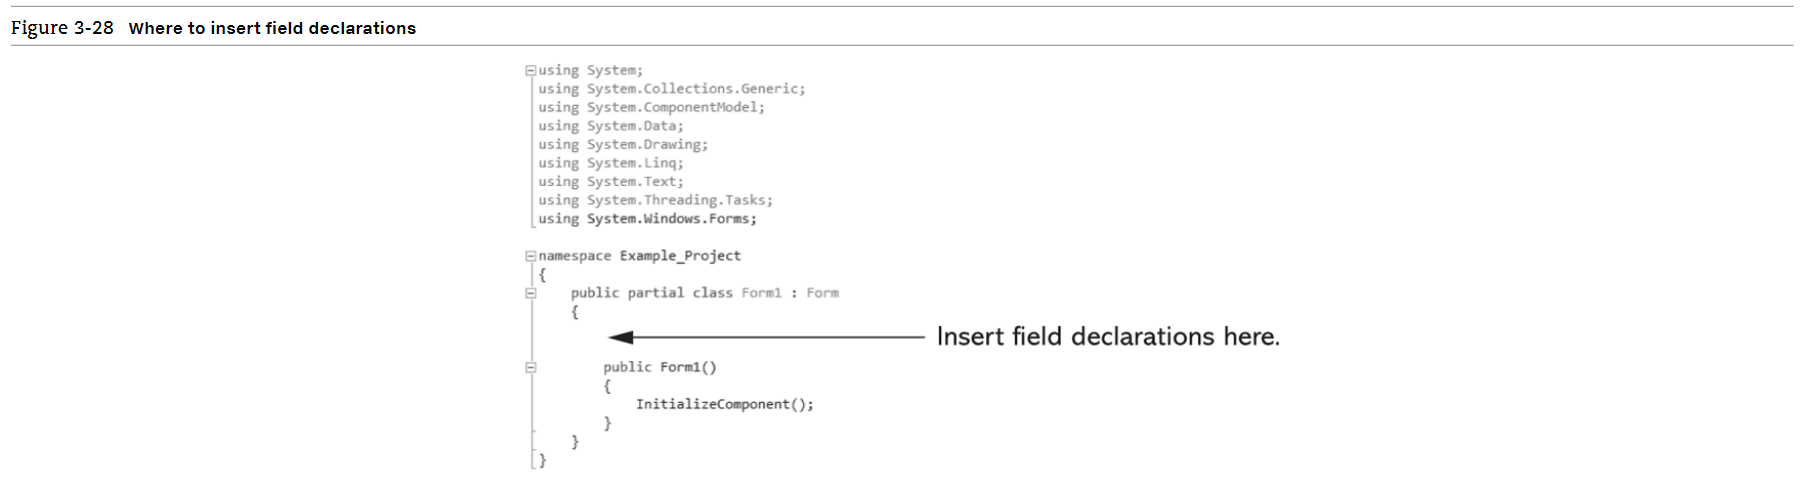 Figure 3-28 Where to insert field declarations
using System;
using System.Collections.Generic;
using System.ComponentModel;
using System.Data;
using System.Drawing;
using System.Linq;
using System.Text;
using System.Threading.Tasks;
using System.Windows.Forms;
namespace Example_Project
{
public partial class Form1 : Form
{
Insert field declarations here.
public Form1()
{
InitializeComponent();
}
}
}